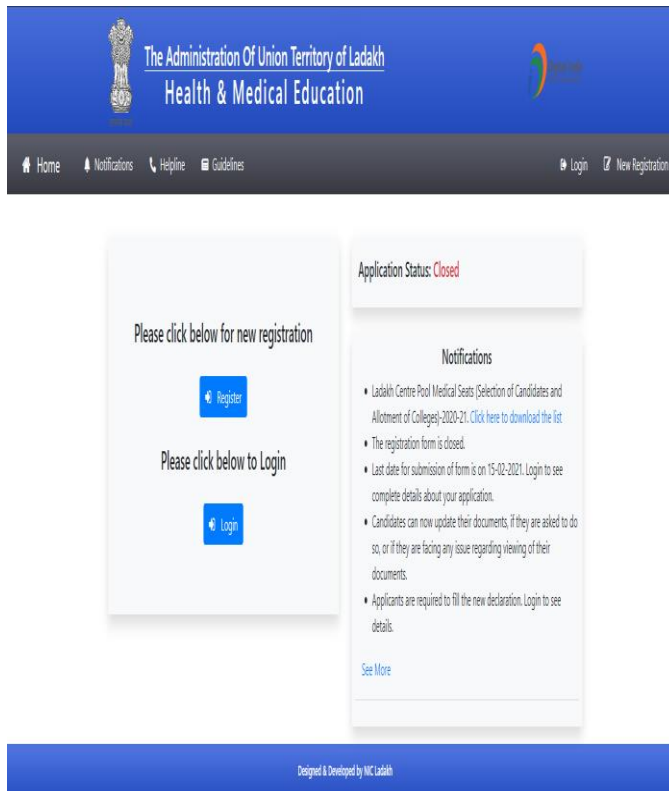 The Administration Of Union Territory of Ladakh
Health & Medical Education
Home
Notifications
Helpline
Guidelines
Login
New Registration
Please click below for new registration
Register
Please click below to Login
Login
Application Status: Closed
Notifications
Ladakh Centre Pool Medical Seats (Selection of Candidates and
Allotment of Colleges)-2020-21. Click here to download the list
The registration form is closed.
Last date for submission of form is on 15-02-2021. Login to see
complete details about your application.
Candidates can now update their documents, if they are asked to do
so, or if they are facing any issue regarding viewing of their
documents.
Applicants are required to fill the new declaration. Login to see
details.
See More
Designed & Developed by NIC Ladakh